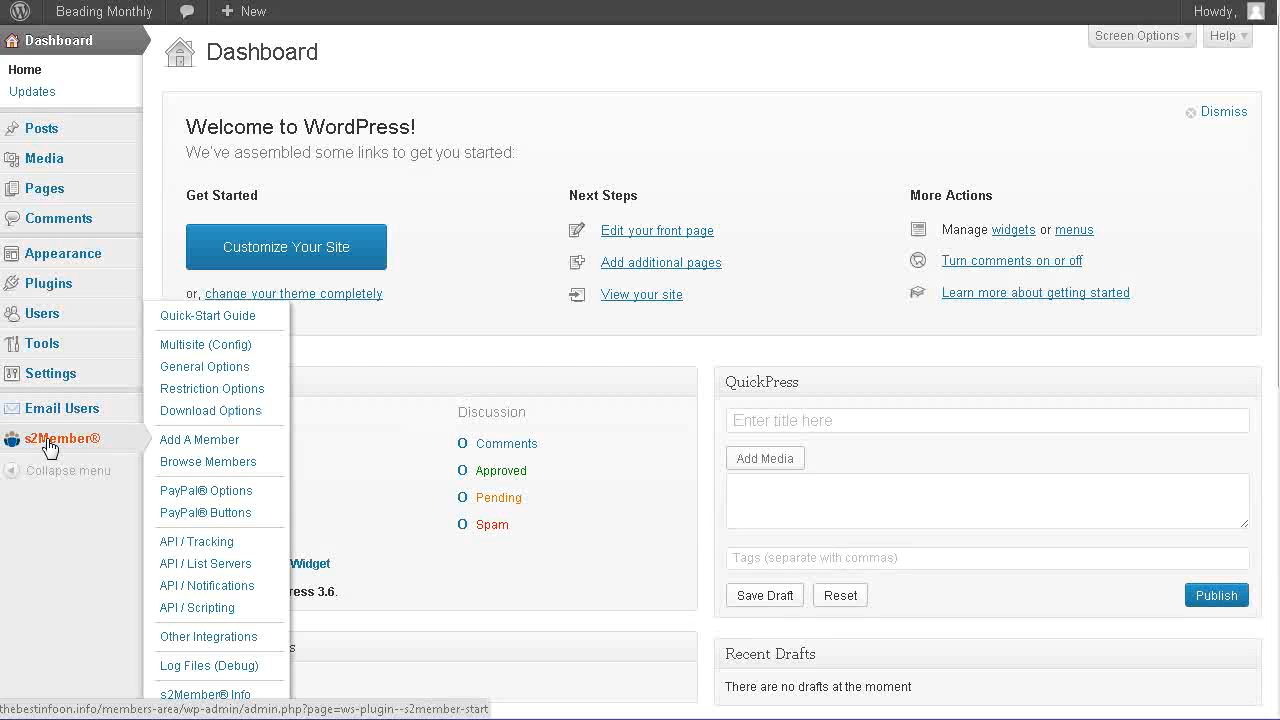 Beading Monthly
New
Howdy,
Dashboard
Home
Updates
Posts
Media
Pages
Comments
Appearance
Plugins
Users
Tools
Settings
Email Users
s2Member®
Collapse menu
Quick-Start Guide
Multisite (Config)
General Options
Restriction Options
Download Options
Add A Member
Browse Members
PayPal® Options
PayPal® Buttons
API / Tracking
API / List Servers
API / Notifications
API / Scripting
Other Integrations
Log Files (Debug)
s2Member® Info
Dashboard
Screen Options
Help
Welcome to WordPress!
We've assembled some links to get you started:
Dismiss
Get Started
Customize Your Site
or, change your theme completely
Next Steps
Edit your front page
Add additional pages
View your site
More Actions
Manage widgets or menus
Turn comments on or off
Learn more about getting started
Discussion
0 Comments
0 Approved
0 Pending
0 Spam
Widget
ress 3.6.
s
QuickPress
Enter title here
Add Media
Tags (separate with commas)
Save Draft
Reset
Publish
Recent Drafts
There are no drafts at the moment
thebestinfoon.info/members-area/wp-admin/admin.php?page=ws-plugin--s2member-start